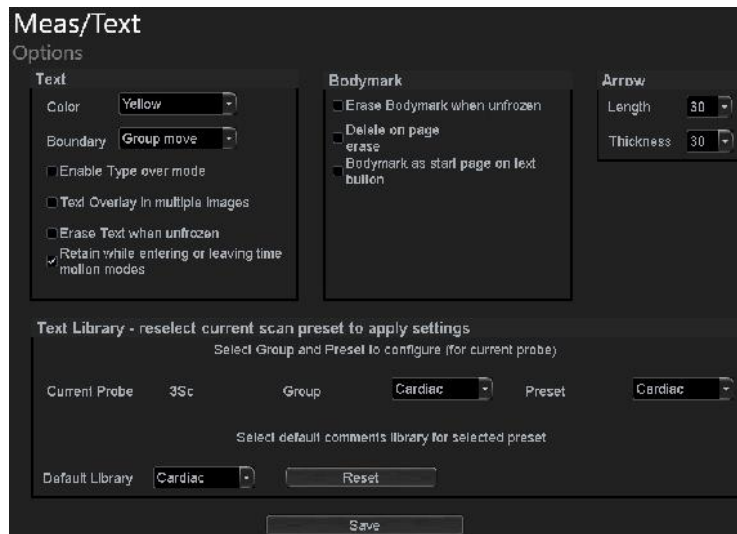 Meas/Text
Options
Text
Color Yellow
Boundary Group move
Enable Type over mode
Text Overlay in multiple images
Erase Text when unfrozen
Retain while entering or leaving time
motion modes
Bodymark
Erase Bodymark when unfrozen
Delete on page
erase
Bodymark as start page on text
button
Arrow
Length 30
Thickness 30
Text Library - reselect current scan preset to apply settings
Select Group and Preset to configure (for current probe)
Current Probe 3Sc Group Cardiac Preset Cardiac
Select default comments library for selected preset
Default Library Cardiac Reset
Save